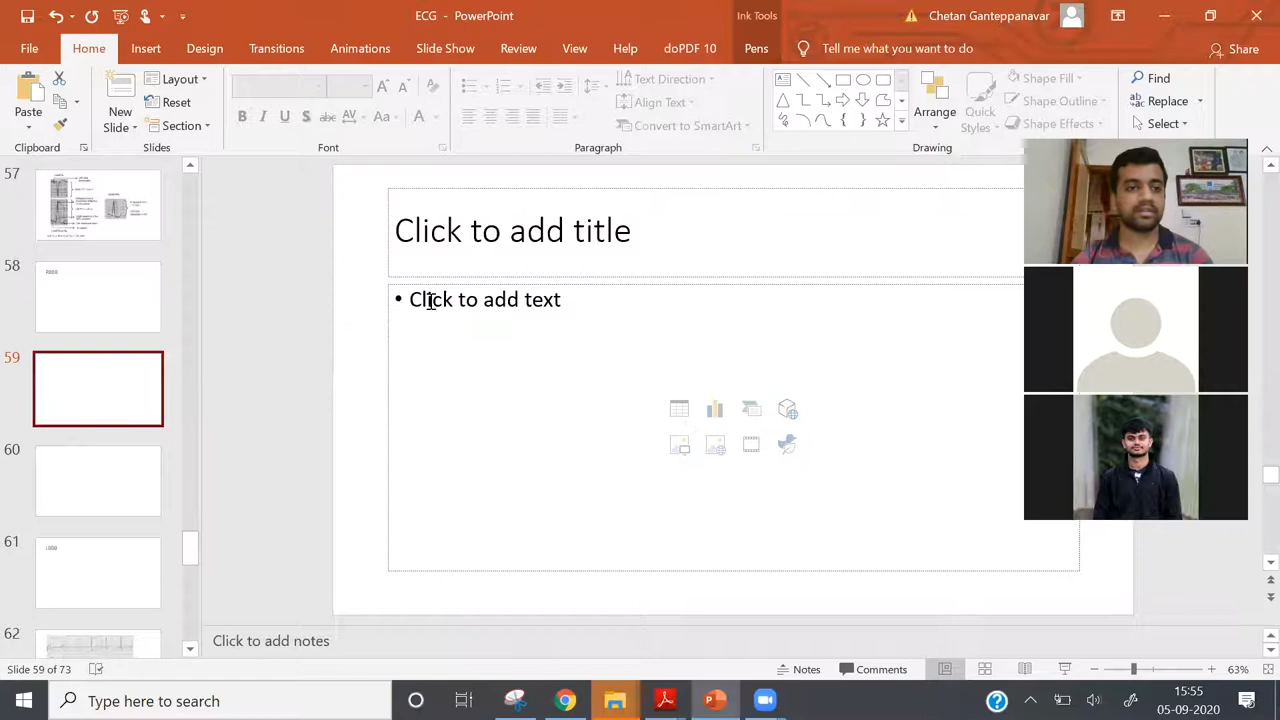 ECG - PowerPoint
Ink Tools
Chetan Ganteppanavar
File Home Insert Design Transitions Animations Slide Show Review View Help doPDF 10 Pens Tell me what you want to do Share
Paste
New Slide
Layout
Reset
Section
B I U S abc AV Aa A
Text Direction
Align Text
Convert to SmartArt
Arrange
Quick Styles
Shape Fill
Shape Outline
Shape Effects
Find
Replace
Select
Clipboard Slides Font Paragraph Drawing
57
58
59
60
61
62
Click to add title
• Click to add text
Click to add notes
Slide 59 of 73
Notes Comments 63%
Type here to search
15:55
05-09-2020